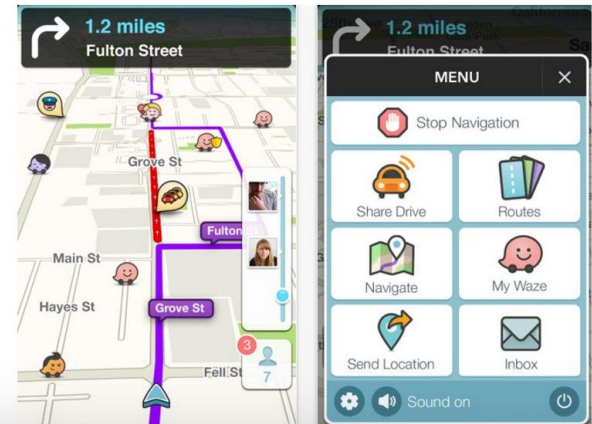 1.2 miles
Fulton Street
Grove St
Fulton
Main St
Hayes St
Grove St
3
7
Fell St
1.2 miles
Fulton Street
MENU
Stop Navigation
Share Drive
Routes
Navigate
My Waze
Send Location
Inbox
Sound on